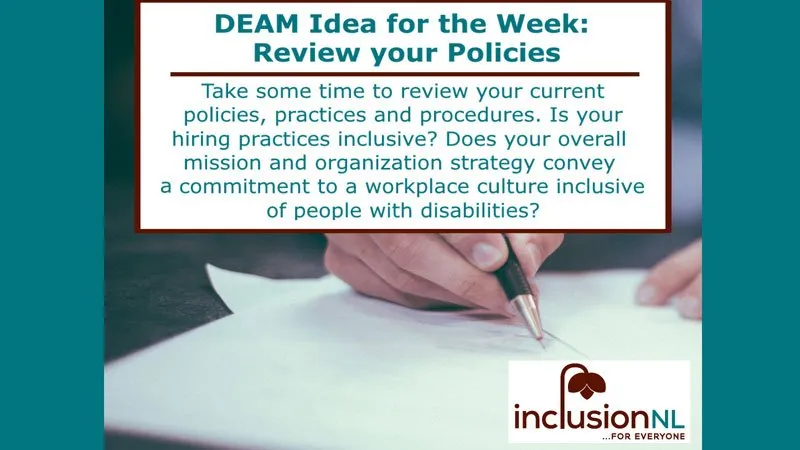 DEAM Idea for the Week:
Review your Policies
Take some time to review your current
policies, practices and procedures. Is your
hiring practices inclusive? Does your overall
mission and organization strategy convey
a commitment to a workplace culture inclusive
of people with disabilities?
inclusionNL
...FOR EVERYONE